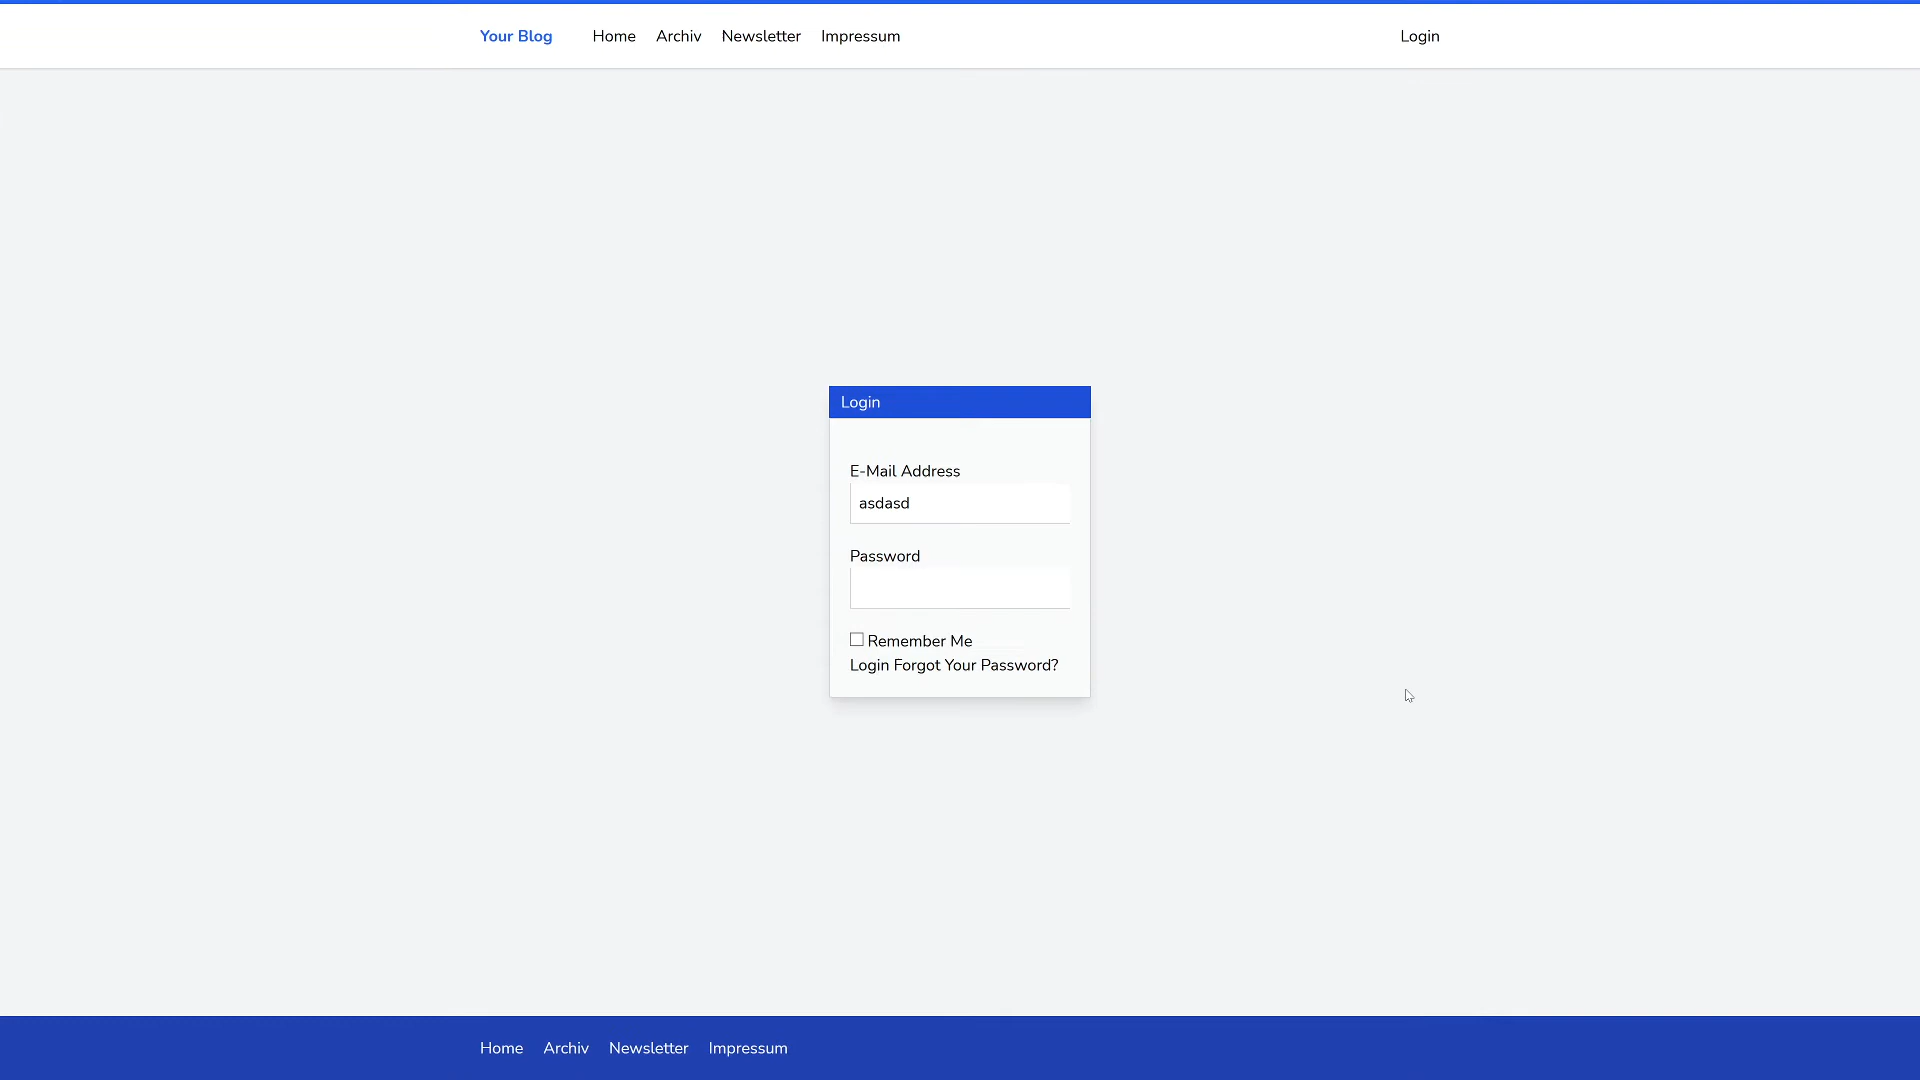 Your Blog Home Archiv Newsletter Impressum Login
Login
E-Mail Address
asdasd
Password
Remember Me
Login Forgot Your Password?
Home Archiv Newsletter Impressum